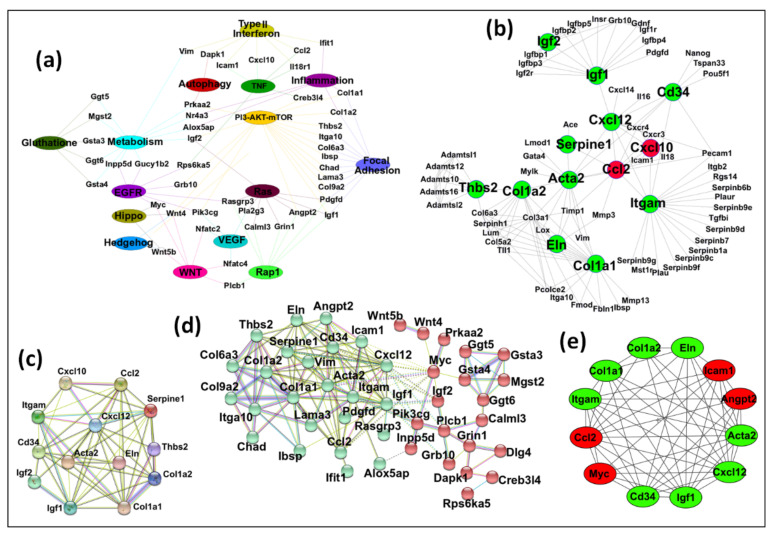 (a)
Type II
Interferon
Vim
Dapk1
Icam1
Cxcl10
Ccl2
Il18r1
Ifit1
Autophagy
TNF
Inflammation
Ggt5
Mgst2
Prkaa2
Nr4a3
Alox5ap
Igf2
PI3-AKT-mTOR
Creb3l4
Col1a1
Col1a2
Glutathione
Gsta3
Metabolism
Thbs2
Itga10
Col6a3
Ibsp
Chad
Lama3
Col9a2
Pdgfd
Igf1
Focal
Adhesion
Ggt6
Inpp5d
Gucy1b2
Rps6ka5
Gsta4
EGFR
Grb10
Ras
Rasgrp3
Hippo
Myc
Wnt4
Pik3cg
Pla2g3
Angpt2
Hedgehog
Nfatc2
VEGF
Calml3
Grin1
Wnt5b
WNT
Nfatc4
Rap1
Plcb1
(b)
Igfbp5
Insr
Grb10
Gdnf
Igfbp2
Igf1r
Igf2
Igfbp4
Igfbp1
Pdgfd
Igfbp3
Igf2r
Igf1
Nanog
Tspan33
Pou5f1
Cd34
Cxcl14
Il16
Cxcl12
Ace
Cxcr4
Cxcr3
Serpine1
Cxcl10
Lmod1
Icam1
Il18
Gata4
Ccl2
Acta2
Mylk
Adamtsl1
Adamts12
Adamts10
Adamts16
Adamtsl2
Thbs2
Col1a2
Pecam1
Itgb2
Rgs14
Serpinb6b
Serpinb9e
Plaur
Tgfbi
Serpinb9d
Itgam
Col6a3
Serpinh1
Lum
Col5a2
Tll1
Col3a1
Timp1
Mmp3
Lox
Vim
Eln
Col1a1
Serpinb7
Serpinb1a
Serpinb9c
Serpinb9f
Serpinb9g
Mst1r
Plau
Pcolce2
Itga10
Fmod
Fbln1
Ibsp
Mmp13
(c)
Cxcl10
Ccl2
Serpine1
Itgam
Cxcl12
Cd34
Acta2
Eln
Thbs2
Igf2
Col1a2
Igf1
Col1a1
(d)
Eln
Angpt2
Thbs2
Serpine1
Cd34
Icam1
Wnt5b
Wnt4
Prkaa2
Col6a3
Col1a2
Vim
Cxcl12
Myc
Ggt5
Gsta3
Acta2
Itgam
Gsta4
Mgst2
Col9a2
Col1a1
Igf1
Igf2
Ggt6
Itga10
Lama3
Pdgfd
Rasgrp3
Pik3cg
Plcb1
Calml3
Chad
Ibsp
Ccl2
Inpp5d
Grin1
Grb10
Dlg4
Ifit1
Alox5ap
Dapk1
Creb3l4
Rps6ka5
(e)
Col1a2
Eln
Col1a1
Icam1
Itgam
Angpt2
Ccl2
Acta2
Myc
Cxcl12
Cd34
Igf1